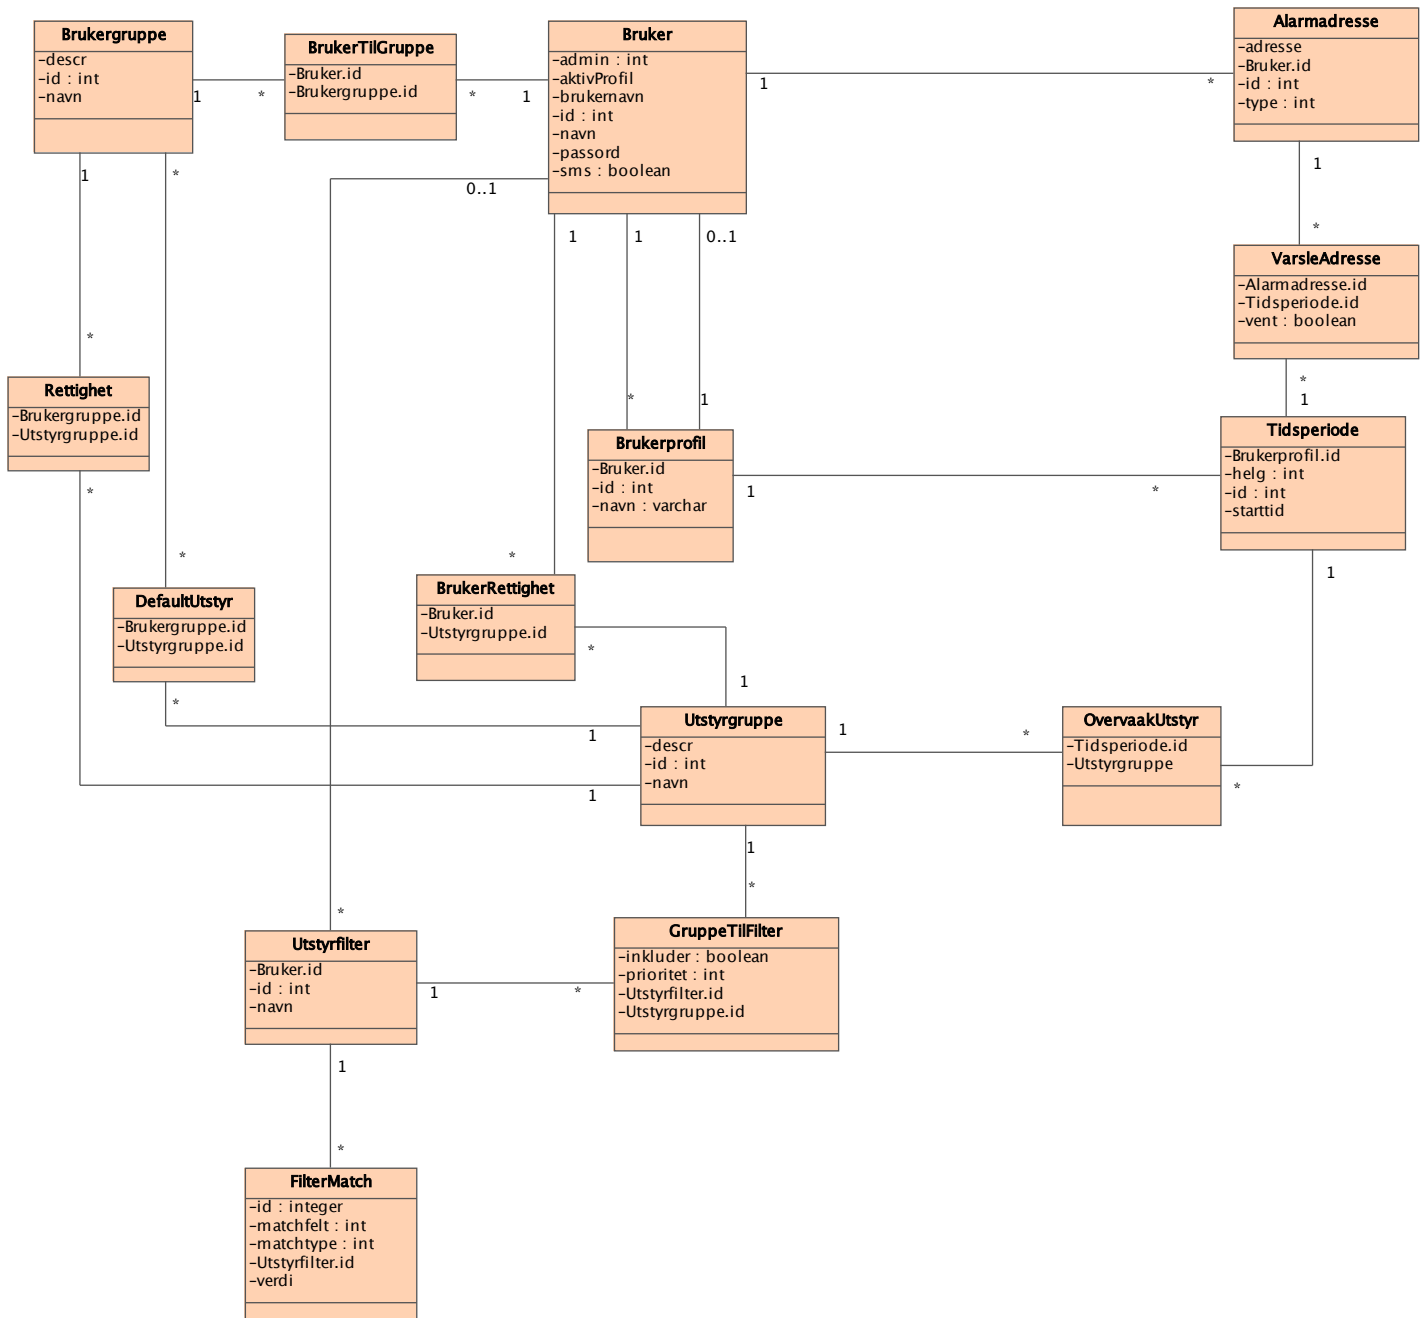 Brukergruppe
-descr
-id : int
-navn
1
*
1
*
BrukerTilGruppe
-Bruker.id
-Brukergruppe.id
*
1
Bruker
-admin : int
-aktivProfil
-brukernavn
-id : int
-navn
-passord
-sms : boolean
1
*
0..1
1
1
0..1
Alarmadresse
-adresse
-Bruker.id
-id : int
-type : int
1
*
VarsleAdresse
-Alarmadresse.id
-Tidsperiode.id
-vent : boolean
*
1
*
Rettighet
-Brukergruppe.id
-Utstyrgruppe.id
*
*
1
Brukerprofil
-Bruker.id
-id : int
-navn : varchar
1
*
Tidsperiode
-Brukerprofil.id
-helg : int
-id : int
-starttid
1
*
DefaultUtstyr
-Brukergruppe.id
-Utstyrgruppe.id
*
*
BrukerRettighet
-Bruker.id
-Utstyrgruppe.id
*
1
1
1
Utstyrgruppe
-descr
-id : int
-navn
1
*
OvervaakUtstyr
-Tidsperiode.id
-Utstyrgruppe
*
1
*
*
Utstyrfilter
-Bruker.id
-id : int
-navn
1
*
GruppeTilFilter
-inkluder : boolean
-prioritet : int
-Utstyrfilter.id
-Utstyrgruppe.id
1
*
FilterMatch
-id : integer
-matchfelt : int
-matchtype : int
-Utstyrfilter.id
-verdi